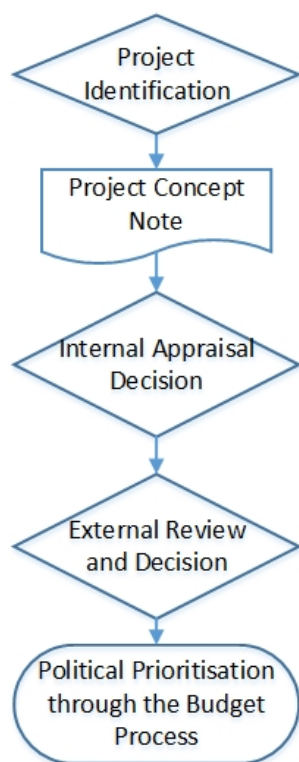 Project
Identification
Project Concept
Note
Internal Appraisal
Decision
External Review
and Decision
Political Prioritisation
through the Budget
Process